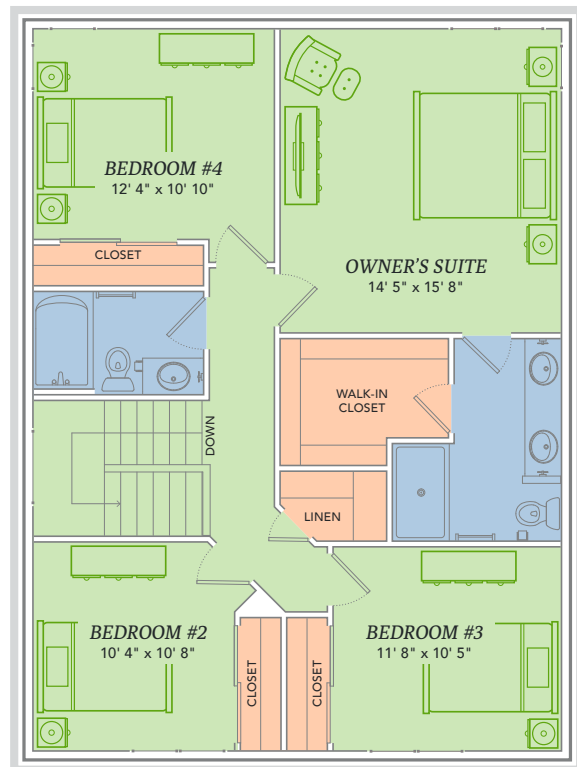 BEDROOM #4
12' 4" x 10' 10"
CLOSET
OWNER'S SUITE
14' 5" x 15' 8"
WALK-IN
CLOSET
DOWN
LINEN
BEDROOM #2
10' 4" x 10' 8"
CLOSET
CLOSET
BEDROOM #3
11' 8" x 10' 5"